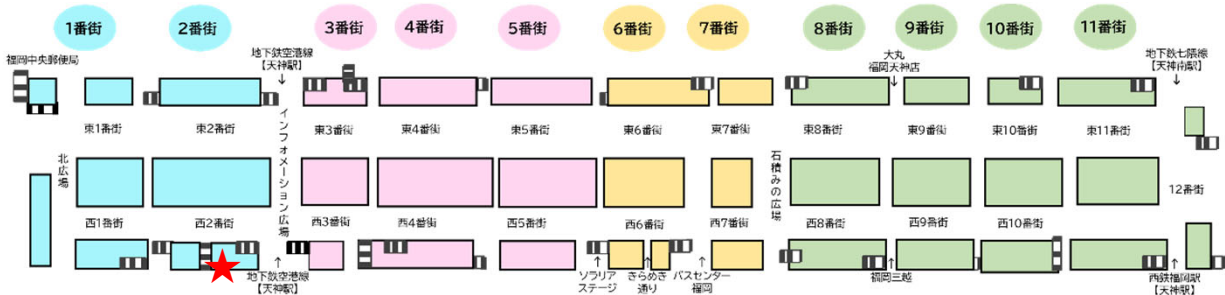 1番街
2番街
3番街
4番街
5番街
6番街
7番街
8番街
9番街
10番街
11番街
福岡中央郵便局
地下鉄空港線
【天神駅】
↓
大丸
福岡天神店
↓
地下鉄七隈線
【天神南駅】
↓
東1番街
東2番街
東3番街
東4番街
東5番街
東6番街
東7番街
東8番街
東9番街
東10番街
東11番街
北広場
インフォメーション広場
石積みの広場
12番街
西1番街
西2番街
西3番街
西4番街
西5番街
西6番街
西7番街
西8番街
西9番街
西10番街
↑
地下鉄空港線
【天神駅】
↑
ソラリア
ステージ
↑
きらめき
通り
↑
バスセンター
福岡
↑
福岡三越
↑
西鉄福岡駅
【天神駅】